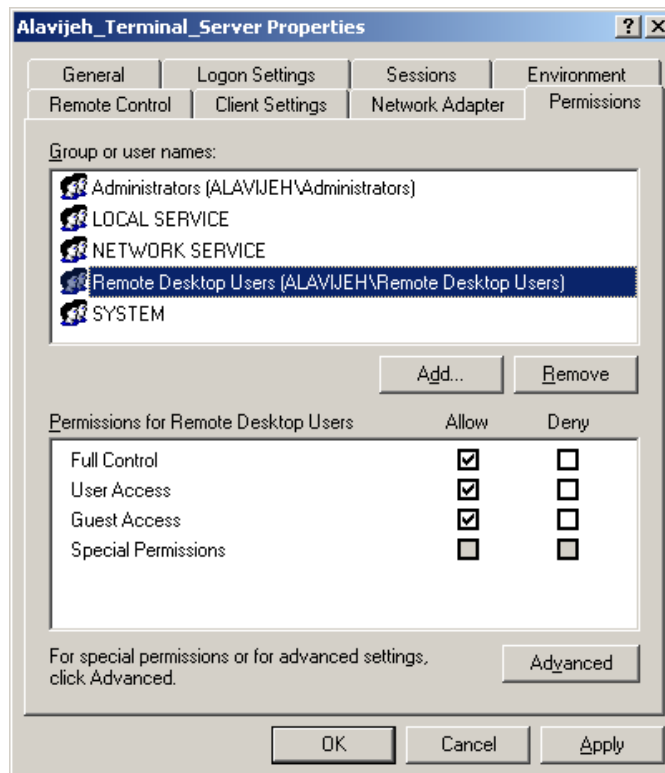 Alavijeh_Terminal_Server Properties
General Logon Settings Sessions Environment
Remote Control Client Settings Network Adapter Permissions
Group or user names:
Administrators (ALAVIJEH\Administrators)
LOCAL SERVICE
NETWORK SERVICE
Remote Desktop Users (ALAVIJEH\Remote Desktop Users)
SYSTEM
Add... Remove
Permissions for Remote Desktop Users Allow Deny
Full Control
User Access
Guest Access
Special Permissions
For special permissions or for advanced settings,
click Advanced.
Advanced
OK Cancel Apply